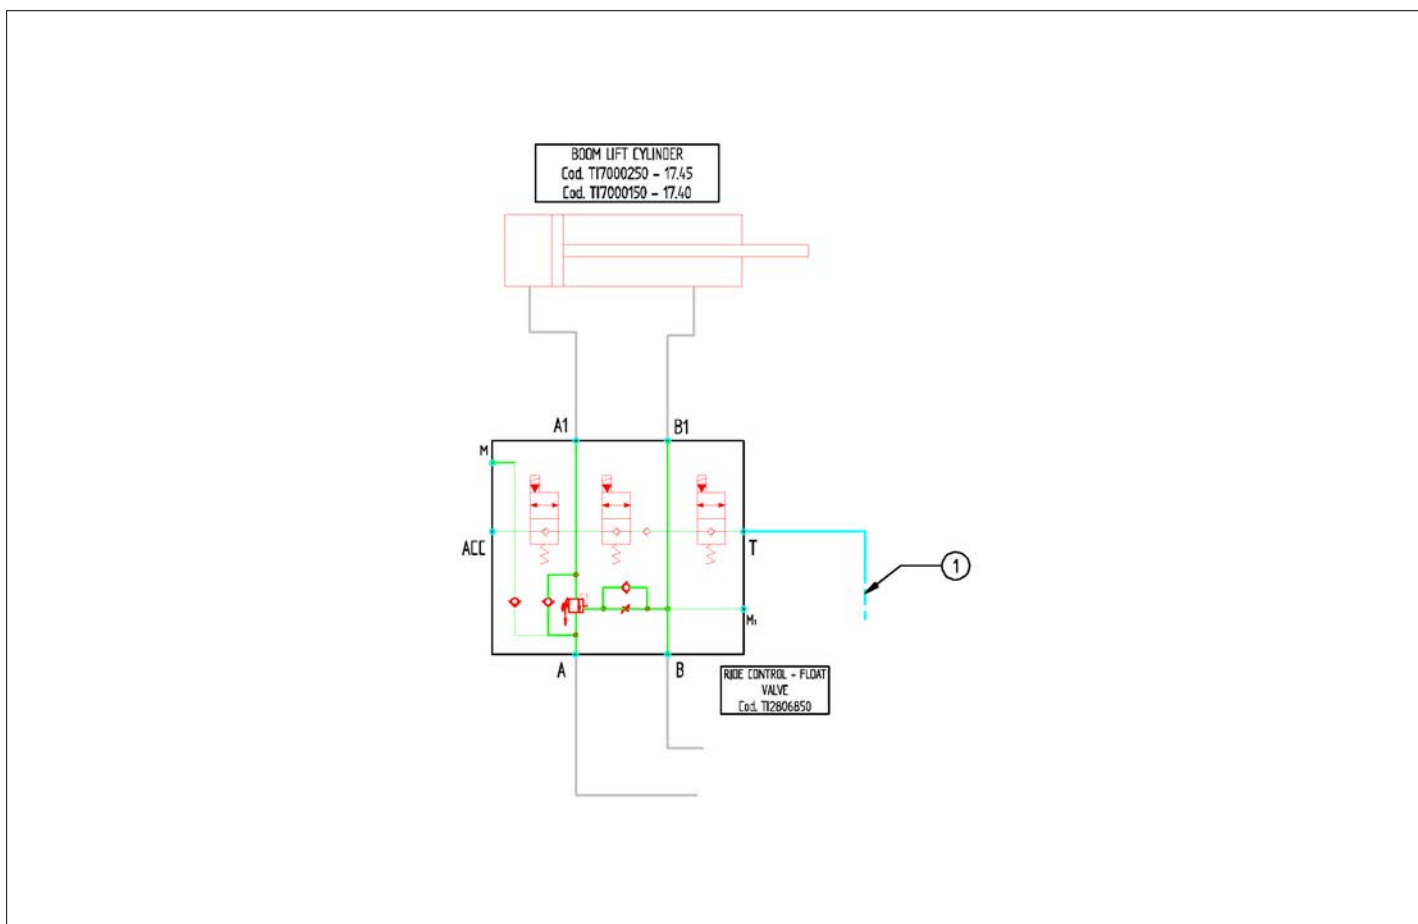 BOOM LIFT CYLINDER
Cod. TI7000250 - 17.45
Cod. TI7000150 - 17.40
A1
B1
M
ACC
T
1
M1
A
B
RIDE CONTROL - FLOAT
VALVE
Cod. TI2806850